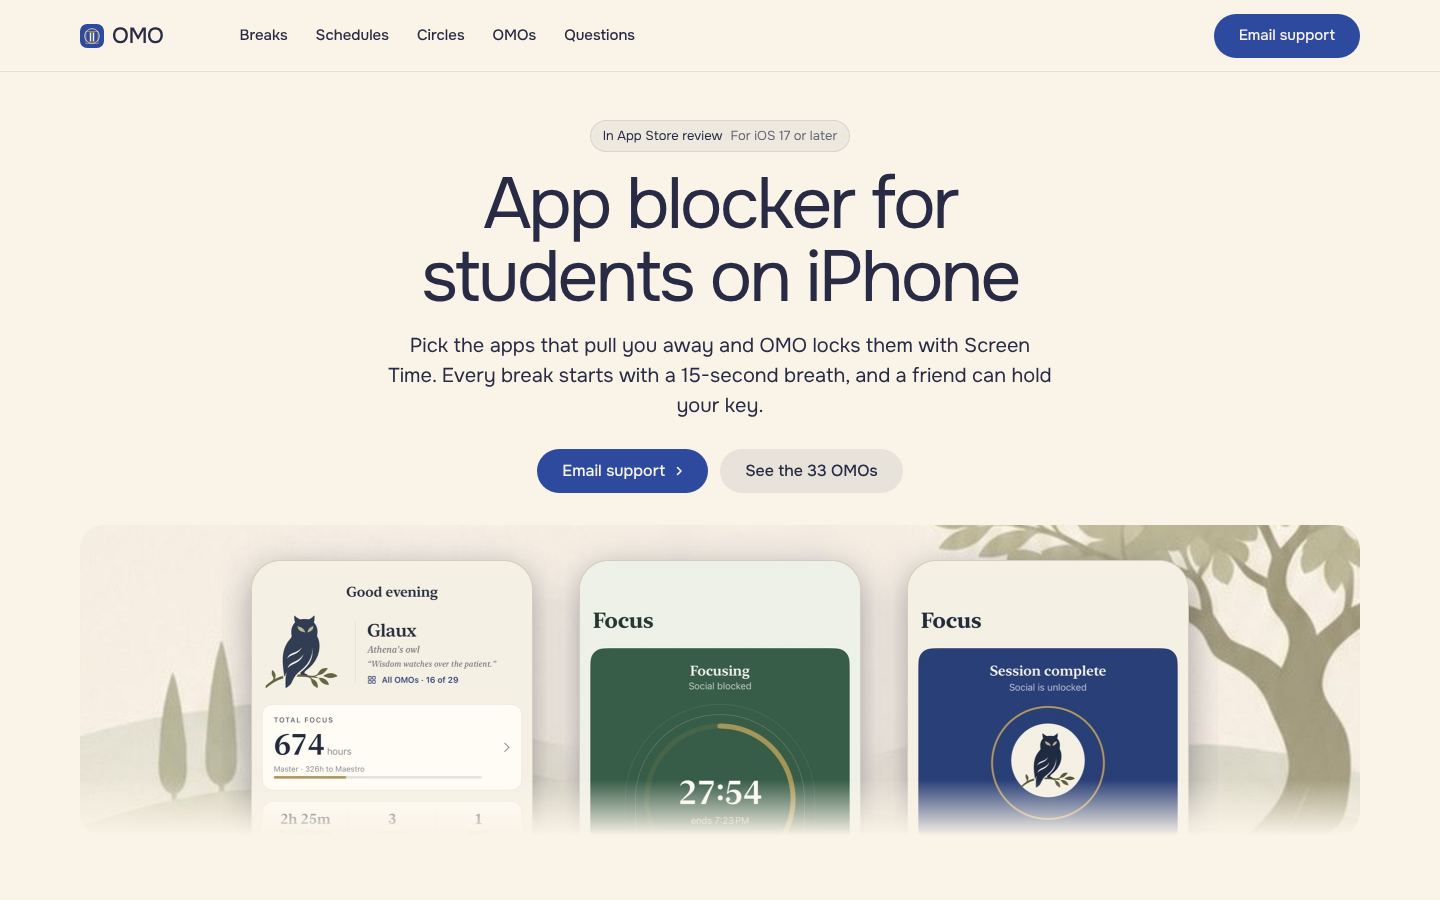 OMO
Breaks
Schedules
Circles
OMOs
Questions
Email support
In App Store review For iOS 17 or later
App blocker for
students on iPhone
Pick the apps that pull you away and OMO locks them with Screen
Time. Every break starts with a 15-second breath, and a friend can hold
your key.
Email support
See the 33 OMOs
Good evening
Glaux
Athena's owl
“Wisdom watches over the patient.”
All OMOs · 16 of 29
TOTAL FOCUS
674 hours
Master · 326h to Maestro
2h 25m
3
1
Focus
Focusing
Social blocked
27:54
ends 7:23 PM
Focus
Session complete
Social is unlocked